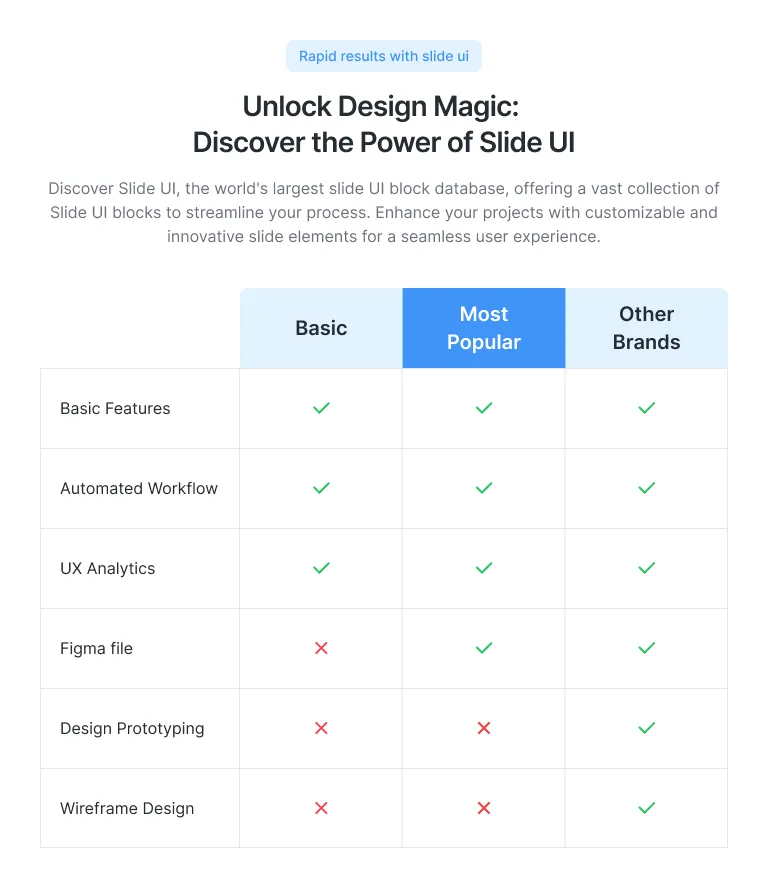 Rapid results with slide ui
Unlock Design Magic:
Discover the Power of Slide UI
Discover Slide UI, the world's largest slide UI block database, offering a vast collection of
Slide UI blocks to streamline your process. Enhance your projects with customizable and
innovative slide elements for a seamless user experience.
Basic
Most
Popular
Other
Brands
Basic Features
Automated Workflow
UX Analytics
Figma file
Design Prototyping
Wireframe Design